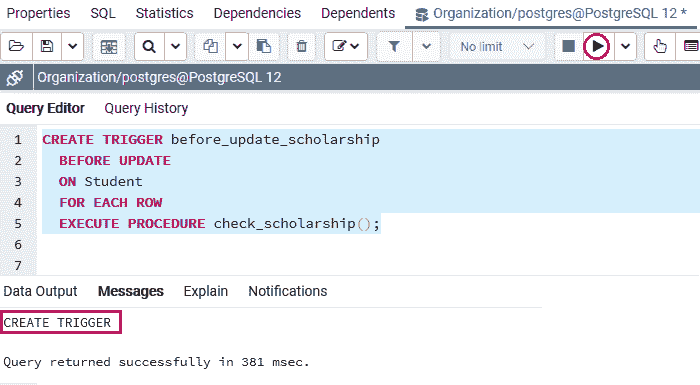 Properties SQL Statistics Dependencies Dependents Organization/postgres@PostgreSQL 12 *
No limit
Organization/postgres@PostgreSQL 12
Query Editor Query History
1 CREATE TRIGGER before_update_scholarship
2 BEFORE UPDATE
3 ON Student
4 FOR EACH ROW
5 EXECUTE PROCEDURE check_scholarship();
6
7
Data Output Messages Explain Notifications
CREATE TRIGGER
Query returned successfully in 381 msec.